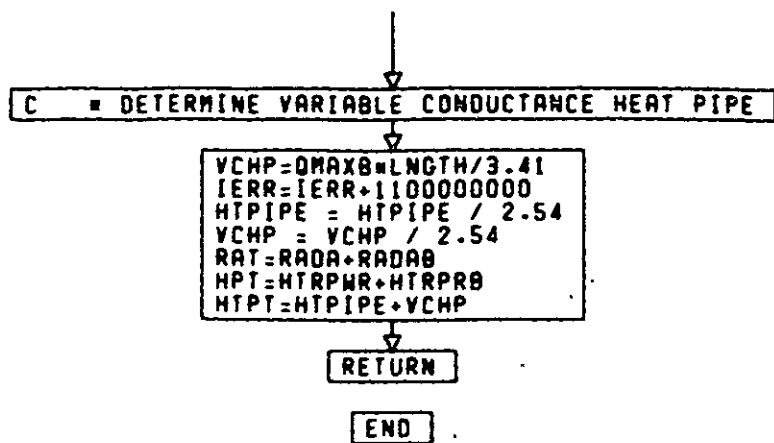 C * DETERMINE VARIABLE CONDUCTANCE HEAT PIPE
VCHP=QMAXB*LNGTH/3.41
IERR=IERR+1100000000
HTPIPE = HTPIPE / 2.54
VCHP = VCHP / 2.54
RAT=RADA+RADAB
HPT=HTRPWR+HTRPRB
HTPT=HTPIPE+VCHP
RETURN
END